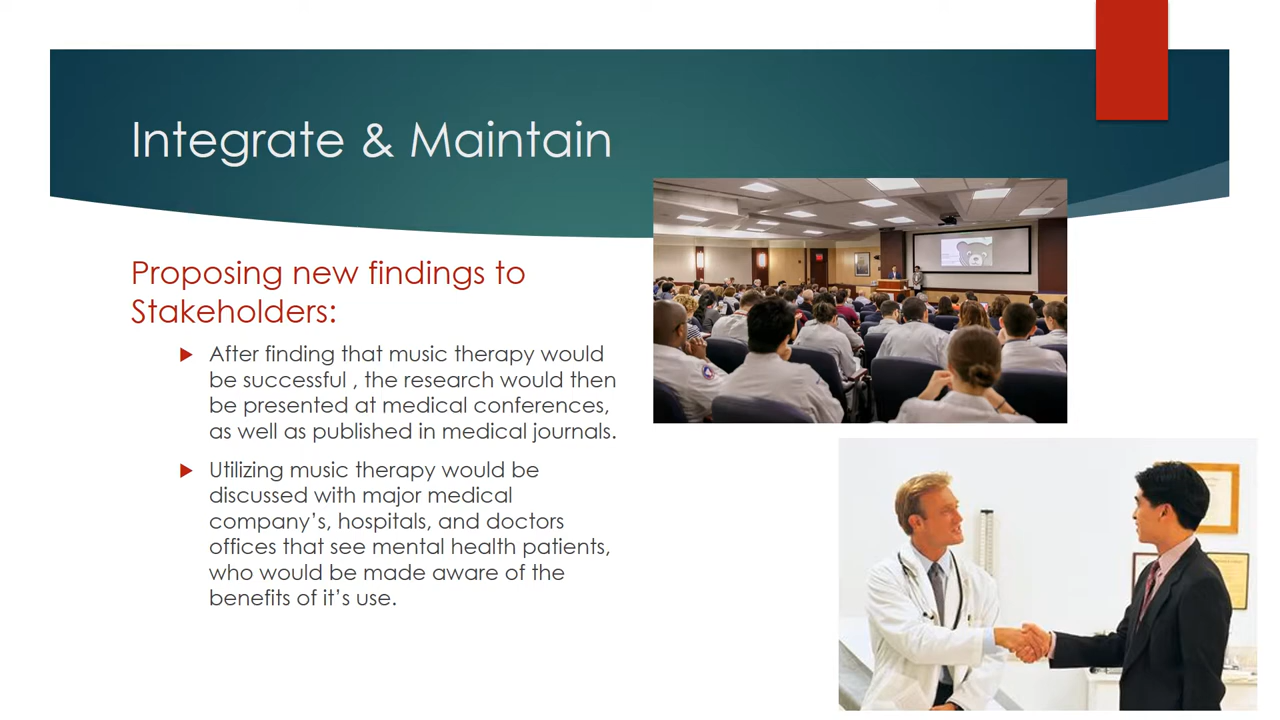 Integrate & Maintain
Proposing new findings to
Stakeholders:
After finding that music therapy would
be successful , the research would then
be presented at medical conferences,
as well as published in medical journals.
Utilizing music therapy would be
discussed with major medical
company’s, hospitals, and doctors
offices that see mental health patients,
who would be made aware of the
benefits of it’s use.